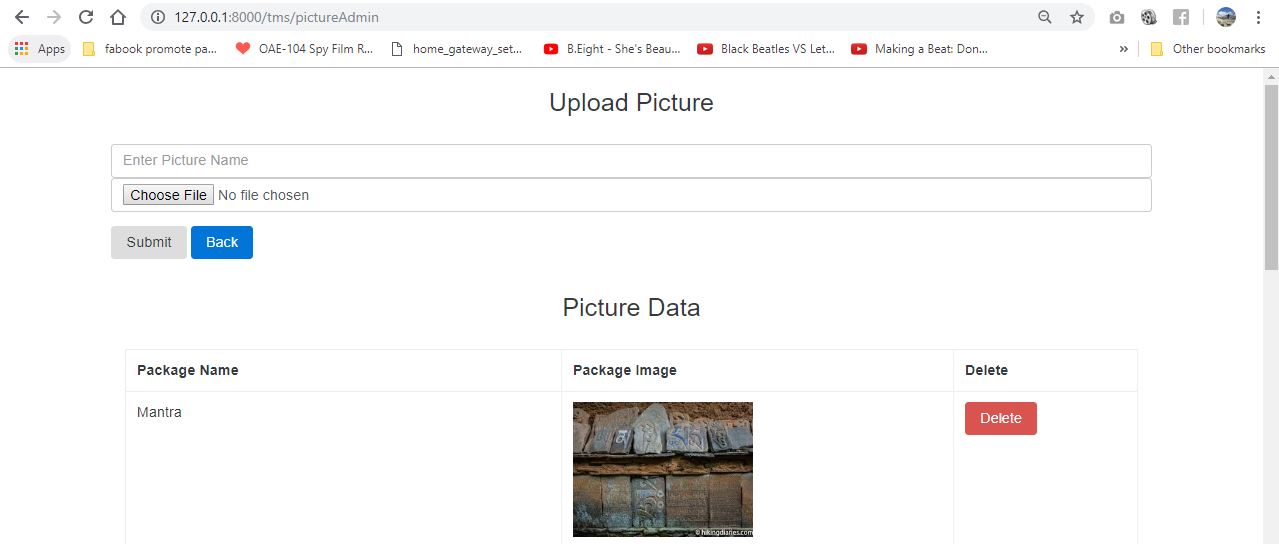 127.0.0.1:8000/tms/pictureAdmin
Apps fabook promote pa... OAE-104 Spy Film R... home_gateway_set... B.Eight - She's Beau... Black Beatles VS Let... Making a Beat: Don... » Other bookmarks
Upload Picture
Enter Picture Name
Choose File No file chosen
Submit Back
Picture Data
Package Name Package Image Delete
Mantra Delete
© hikingdiaries.com